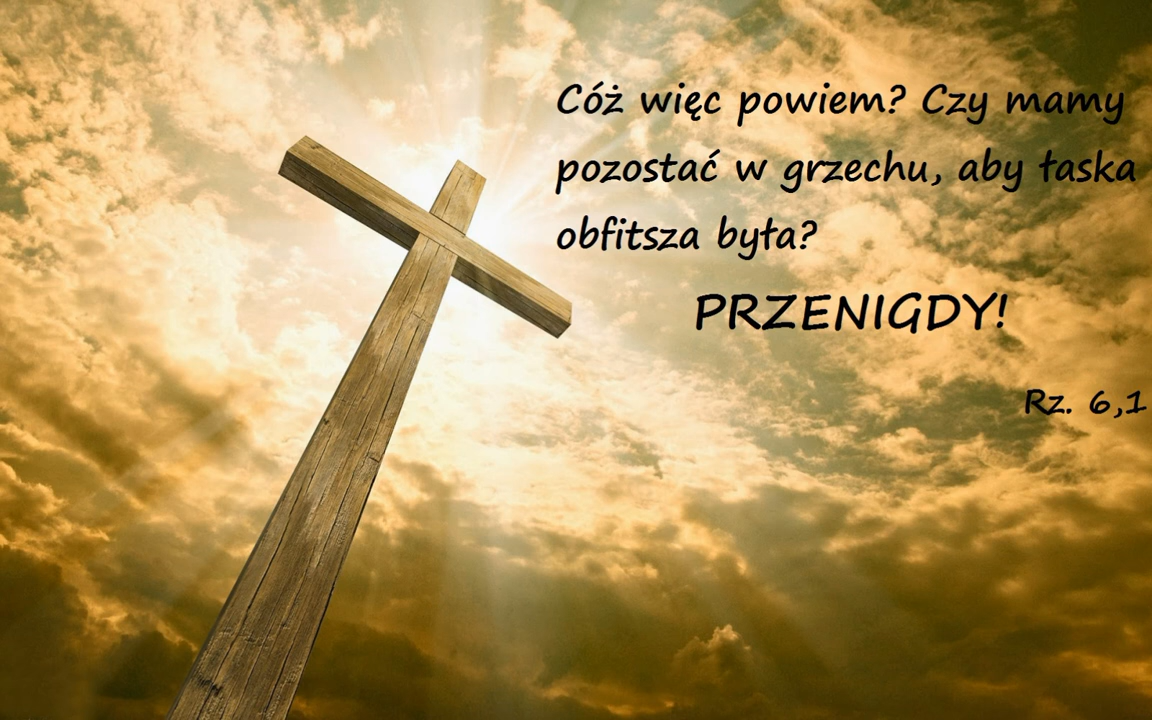 Cóż więc powiem? Czy mamy
pozostać w grzechu, aby łaska
obfitsza była?
PRZENIGDY!
Rz. 6,1